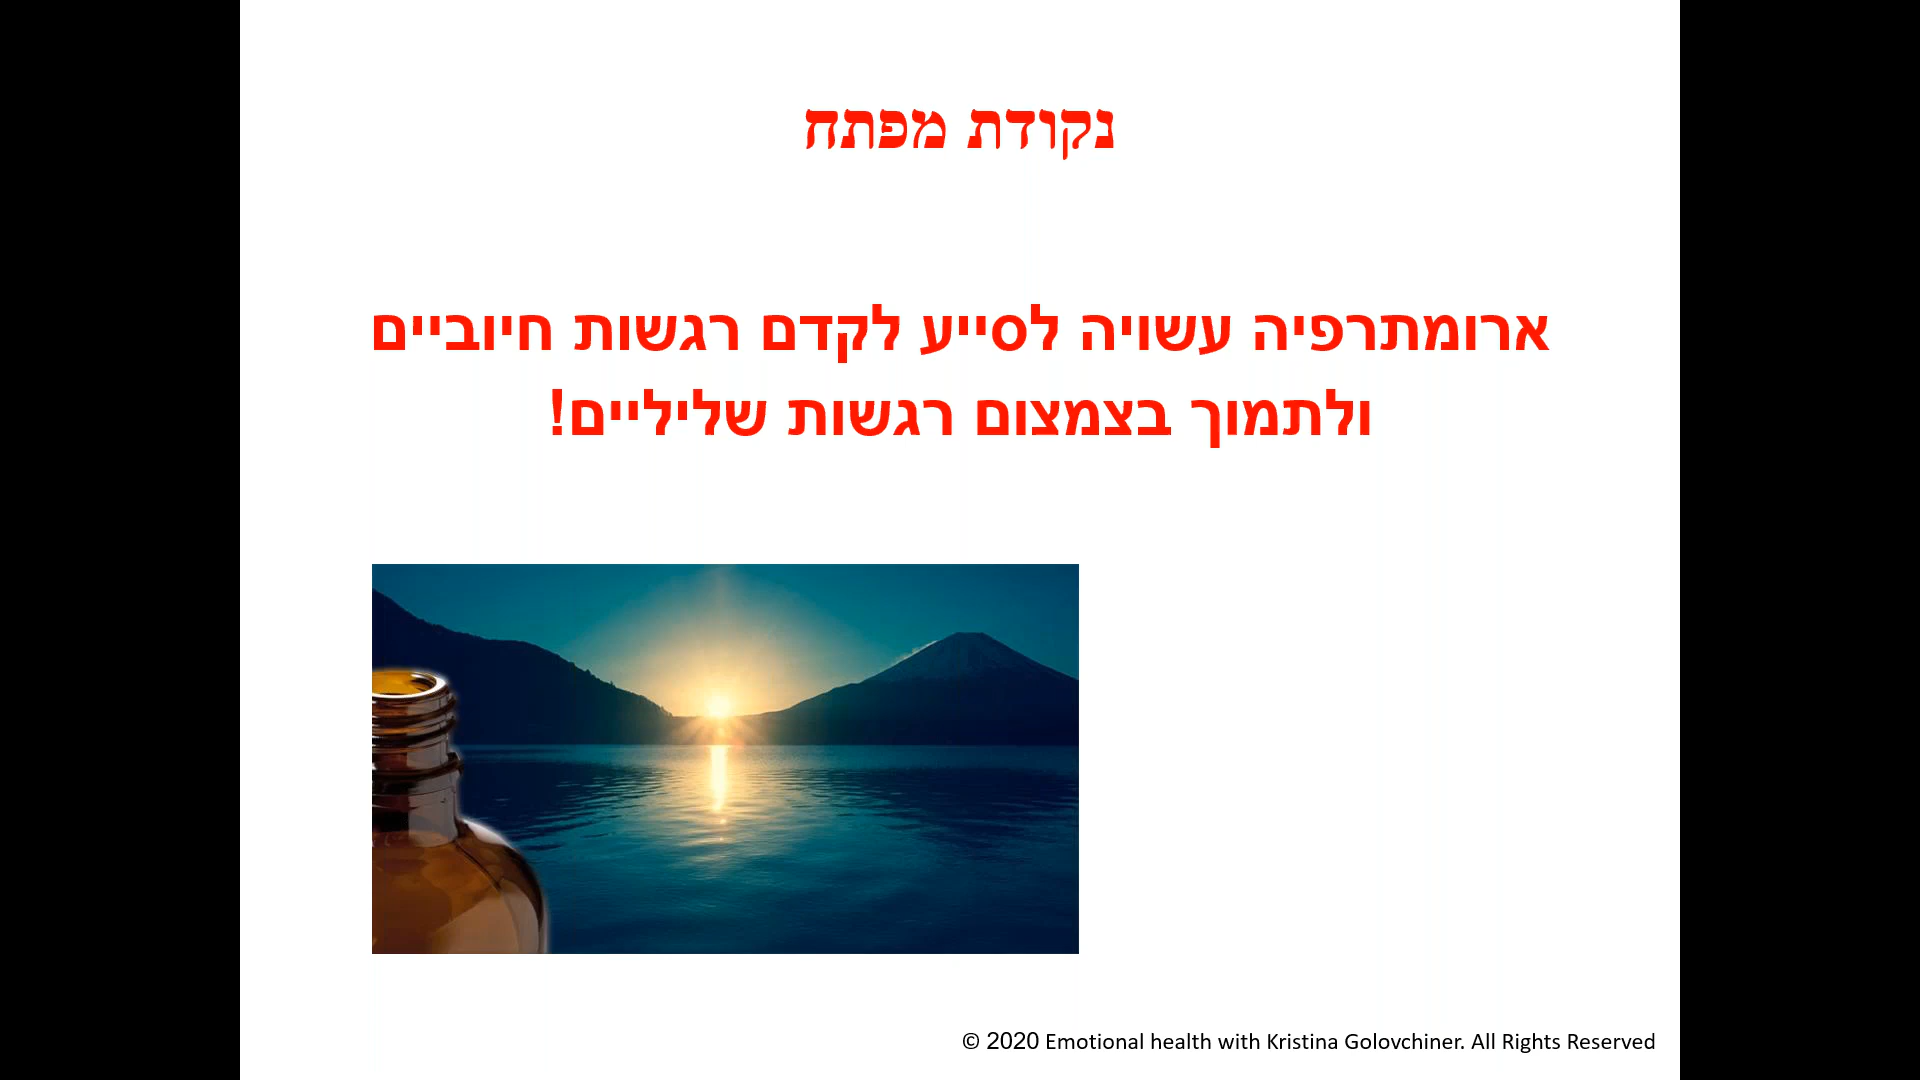 נקודת מפתח
ארומתרפיה עשויה לסייע לקדם רגשות חיוביים
ולתמוך בצמצום רגשות שליליים!
© 2020 Emotional health with Kristina Golovchiner. All Rights Reserved